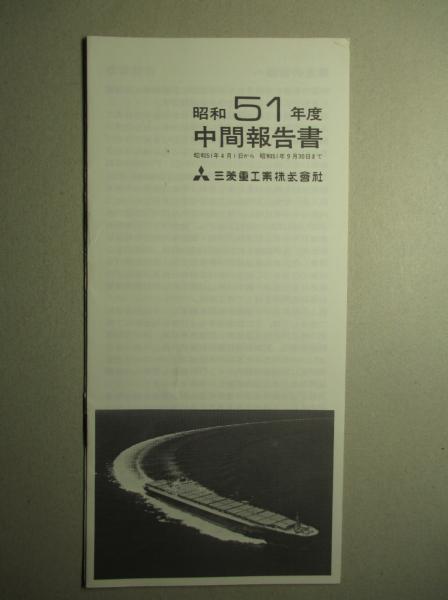 昭和51年度
中間報告書
昭和51年4月1日から 昭和51年9月30日まで
三菱重工業株式會社